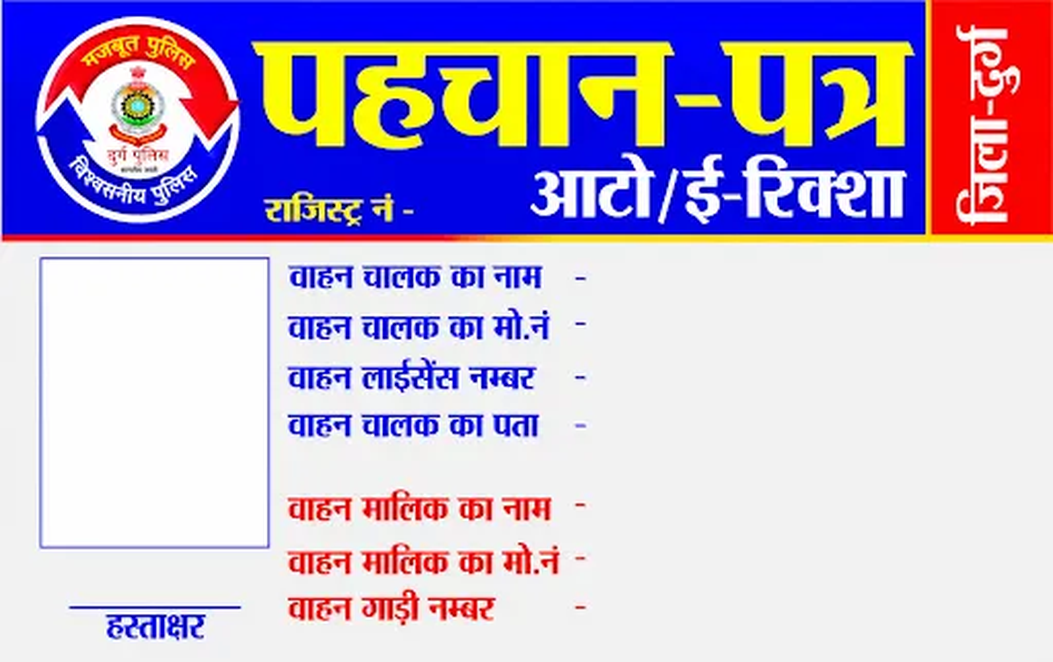 मजबूत पुलिस
दुर्ग पुलिस
विश्वसनीय पुलिस
पहचान-पत्र
आटो/ई-रिक्शा
राजिस्ट्र नं -
जिला-दुर्ग
वाहन चालक का नाम -
वाहन चालक का मो.नं -
वाहन लाईसेंस नम्बर -
वाहन चालक का पता -
वाहन मालिक का नाम -
वाहन मालिक का मो.नं -
वाहन गाड़ी नम्बर -
हस्ताक्षर